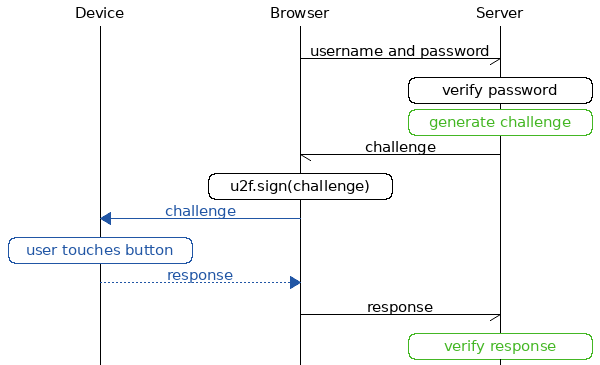 Device Browser Server
username and password
verify password
generate challenge
challenge
u2f.sign(challenge)
challenge
user touches button
response
response
verify response